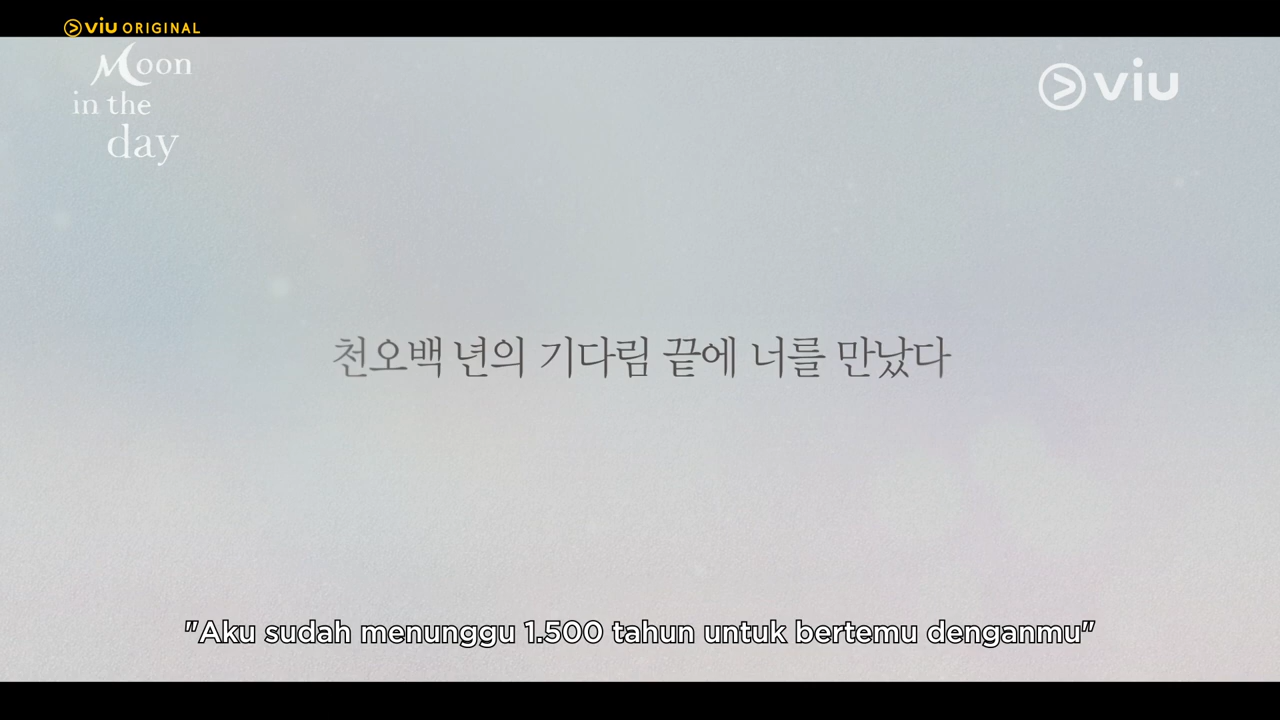 viu ORIGINAL
Moon
in the
day
viu
천오백 년의 기다림 끝에 너를 만났다
"Aku sudah menunggu 1.500 tahun untuk bertemu denganmu"